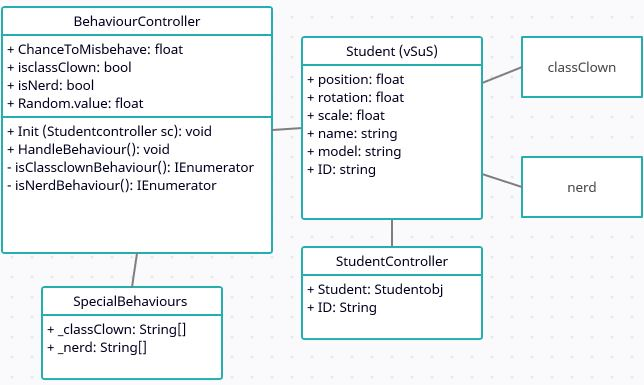 BehaviourController
+ ChanceToMisbehave: float
+ isclassClown: bool
+ isNerd: bool
+ Random.value: float
+ Init (Studentcontroller sc): void
+ HandleBehaviour(): void
- isClassclownBehaviour(): IEnumerator
- isNerdBehaviour(): IEnumerator
Student (vSuS)
+ position: float
+ rotation: float
+ scale: float
+ name: string
+ model: string
+ ID: string
classClown
nerd
StudentController
+ Student: Studentobj
+ ID: String
SpecialBehaviours
+ _classClown: String[]
+ _nerd: String[]